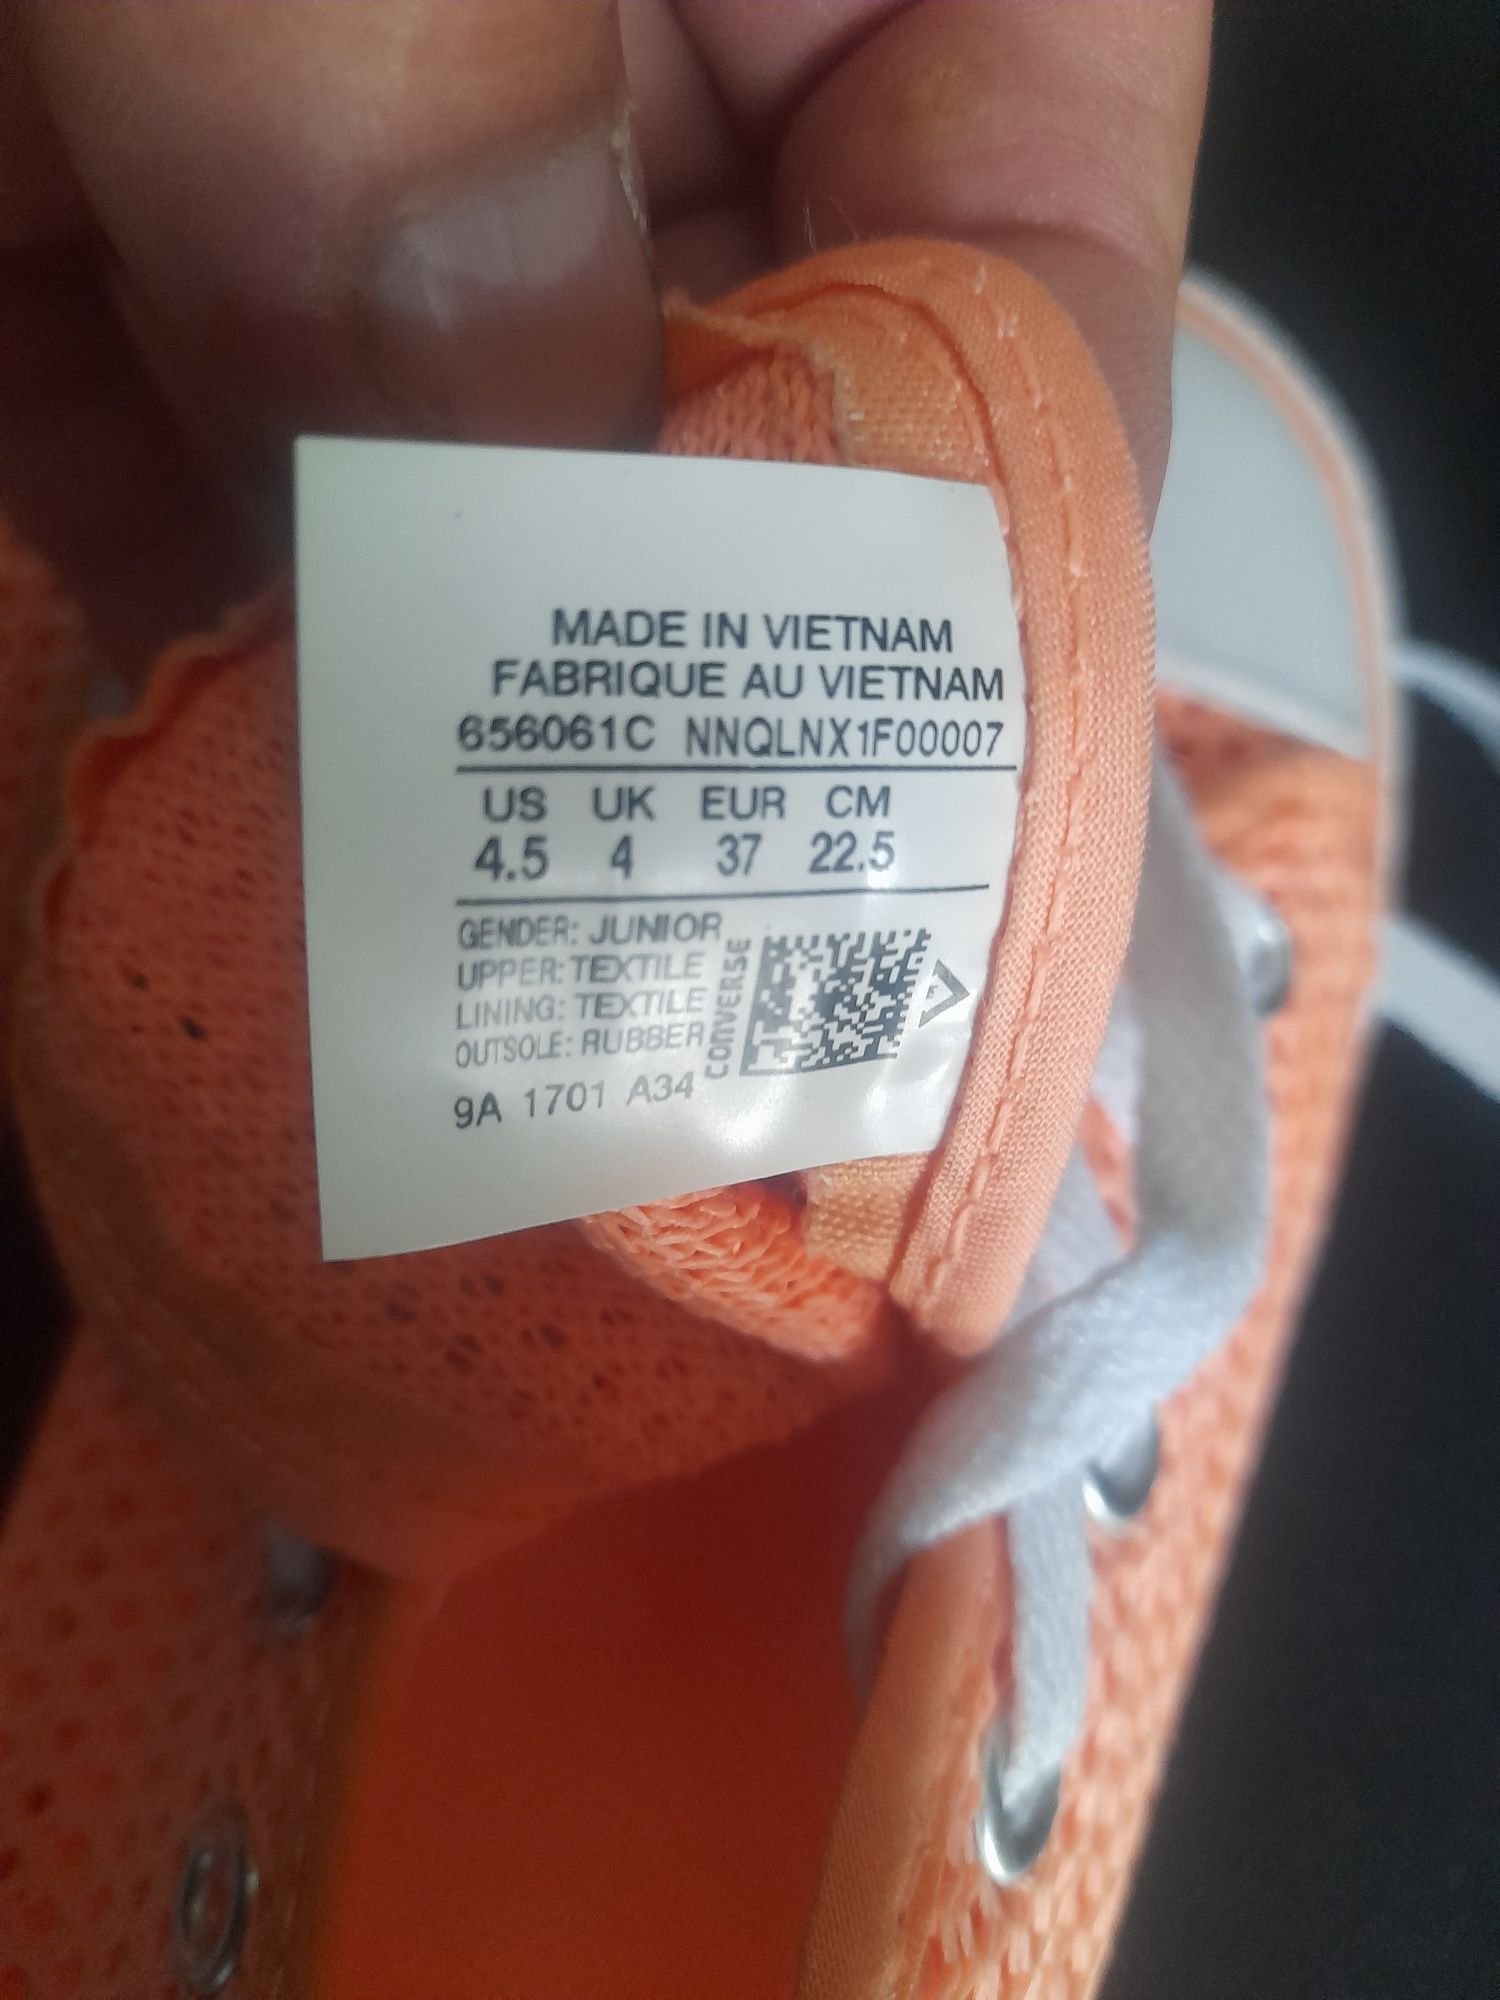 MADE IN VIETNAM
FABRIQUE AU VIETNAM
656061C NNQLNX1F00007
US UK EUR CM
4.5 4 37 22.5
GENDER: JUNIOR
UPPER: TEXTILE
LINING: TEXTILE
OUTSOLE: RUBBER
9A 1701 A34
CONVERSE